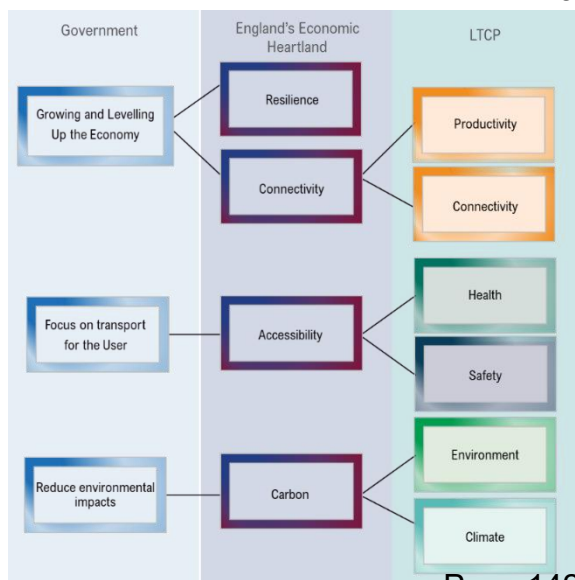 Government
England's Economic
Heartland
LTCP
Growing and Levelling
Up the Economy
Resilience
Connectivity
Productivity
Connectivity
Focus on transport
for the User
Accessibility
Health
Safety
Reduce environmental
impacts
Carbon
Environment
Climate